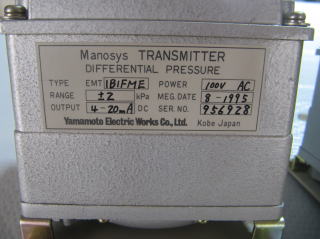 Manosys TRANSMITTER
DIFFERENTIAL PRESSURE
TYPE EMT 1B1FME POWER 100V AC
RANGE ±2 kPa MEG.DATE 8-1995
OUTPUT 4-20mA DC SER.NO. 956928
Yamamoto Electric Works Co., Ltd. Kobe Japan